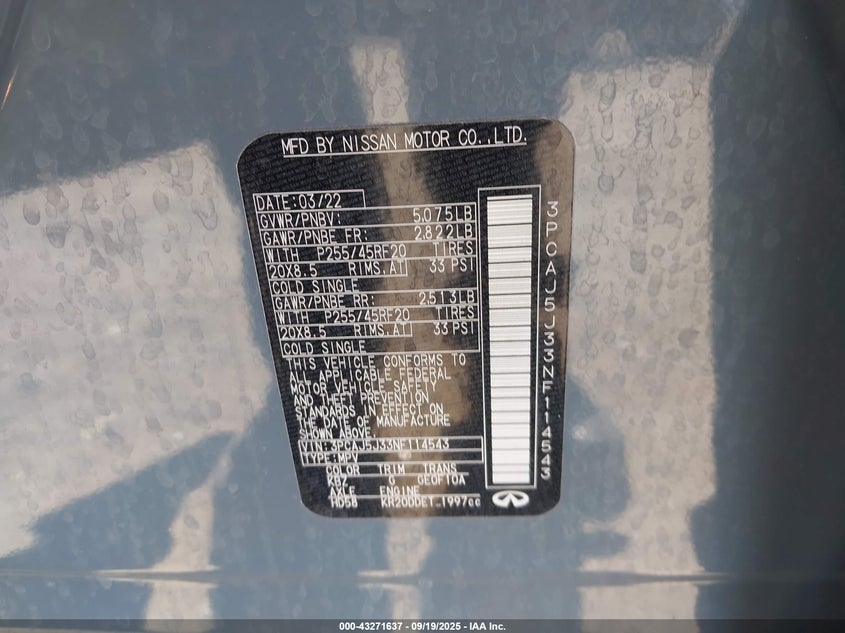 MFD BY NISSAN MOTOR CO.,LTD.
DATE:03/22
GVWR/PNBV: 5,075LB
GAWR/PNBE FR: 2,822LB
WITH P255/45RF20 TIRES
20X8.5 RIMS,AT 33 PSI
COLD SINGLE
GAWR/PNBE RR: 2,513LB
WITH P255/45RF20 TIRES
20X8.5 RIMS,AT 33 PSI
COLD SINGLE
THIS VEHICLE CONFORMS TO
ALL APPLICABLE FEDERAL
MOTOR VEHICLE SAFETY
AND THEFT PREVENTION
STANDARDS IN EFFECT ON
THE DATE OF MANUFACTURE
SHOWN ABOVE.
VIN:3PCAJ5J33NF114543
TYPE:MPV
COLOR TRIM TRANS
KBZ G GE0F10A
AXLE ENGINE
HD58 KR20DDET-1997cc
3PCAJ5J33NF114543
000-43271637 - 09/19/2025 - IAA Inc.